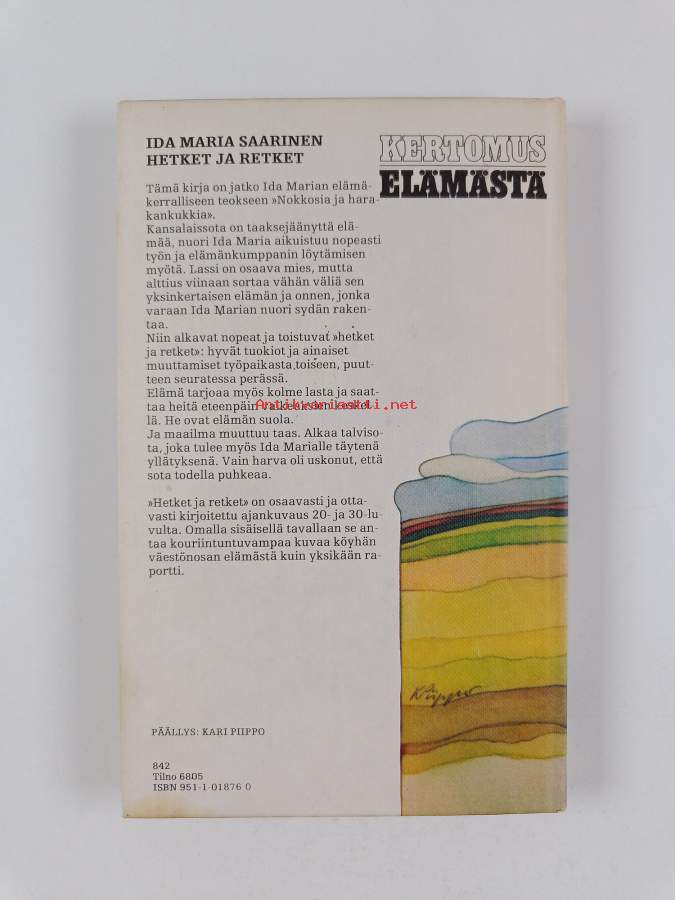 IDA MARIA SAARINEN
HETKET JA RETKET
KERTOMUS
ELÄMÄSTÄ
Tämä kirja on jatko Ida Marian elämä-
kerralliseen teokseen »Nokkosia ja hara-
kankukkia».
Kansalaissota on taaksejäänyttä elä-
mää, nuori Ida Maria aikuistuu nopeasti
työn ja elämänkumppanin löytämisen
myötä. Lassi on osaava mies, mutta
alttius viinaan sortaa vähän väliä sen
yksinkertaisen elämän ja onnen, jonka
varaan Ida Marian nuori sydän raken-
taa.
Niin alkavat nopeat ja toistuvat »hetket
ja retket»: hyvät tuokiot ja ainaiset
muuttamiset työpaikasta toiseen, puut-
teen seuratessa perässä.
Elämä tarjoaa myös kolme lasta ja saat-
taa heitä eteenpäin
Antikvariaatti.net
lä. He ovat elämän suola.
Ja maailma muuttuu taas. Alkaa talviso-
ta, joka tulee myös Ida Marialle täytenä
yllätyksenä. Vain harva oli uskonut, että
sota todella puhkeaa.
»Hetket ja retket» on osaavasti ja otta-
vasti kirjoitettu ajankuvaus 20- ja 30-lu-
vulta. Omalla sisäisellä tavallaan se an-
taa kouriintuntuvampaa kuvaa köyhän
väestönosan elämästä kuin yksikään ra-
portti.
KPiippo
PÄÄLLYS: KARI PIIPPO
842
Tilno 6805
ISBN 951-1-01876 0